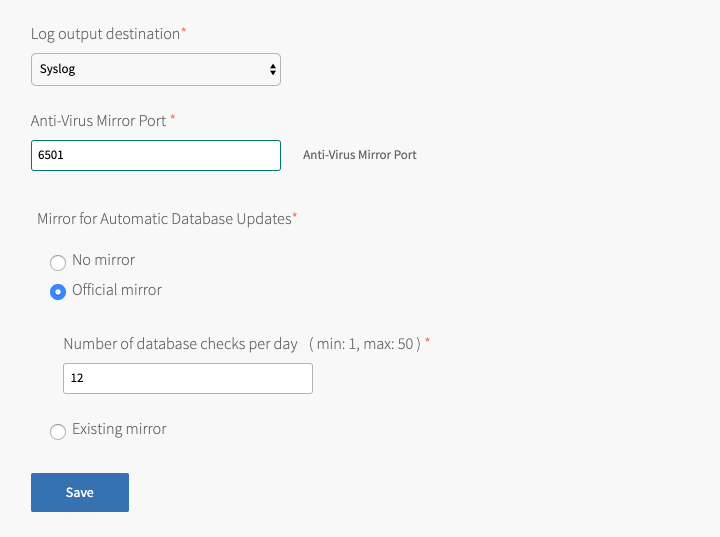 Log output destination*
Syslog
Anti-Virus Mirror Port *
6501 Anti-Virus Mirror Port
Mirror for Automatic Database Updates*
No mirror
Official mirror
Number of database checks per day ( min: 1, max: 50 ) *
12
Existing mirror
Save